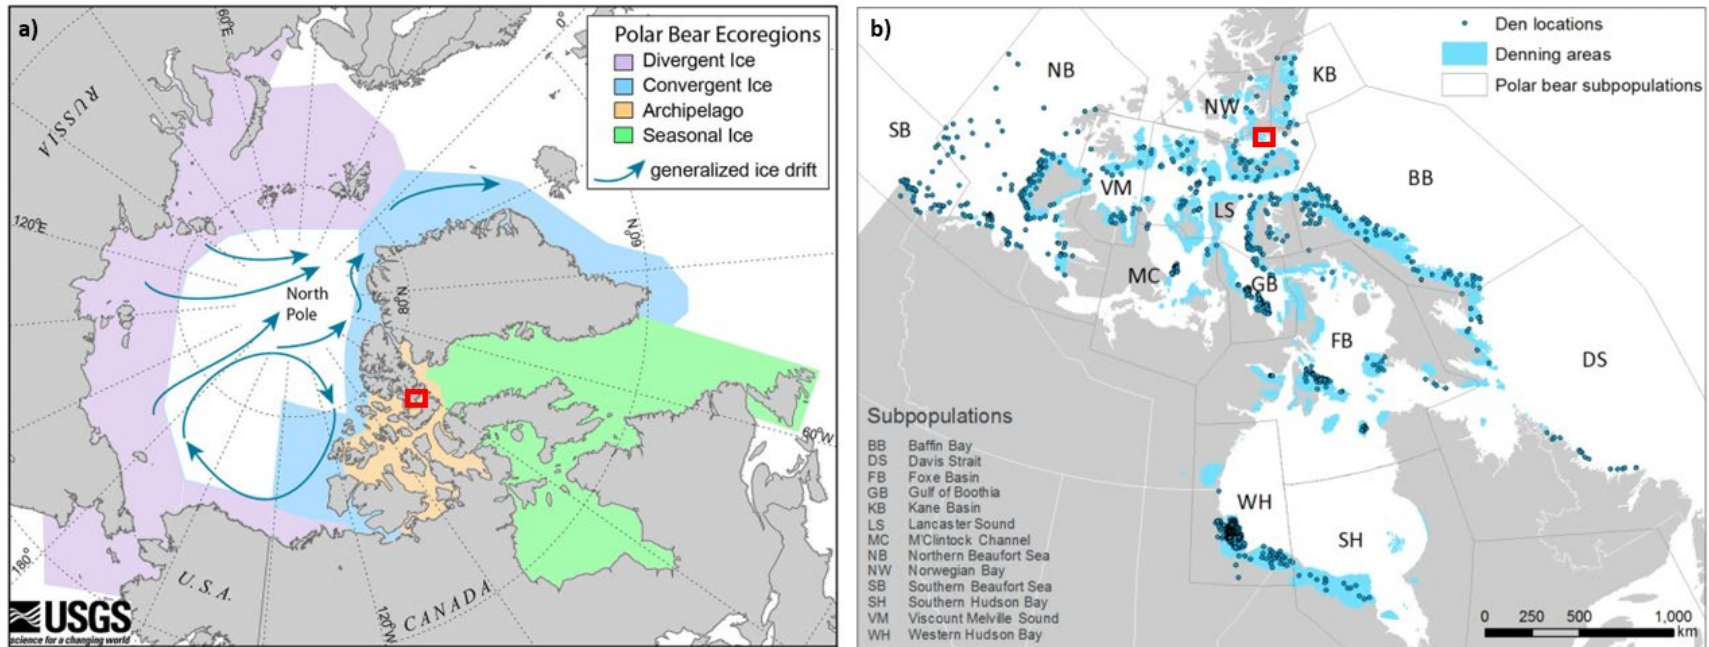 a)
60°E
0°
Polar Bear Ecoregions
Divergent Ice
Convergent Ice
Archipelago
Seasonal Ice
generalized ice drift
RUSSIA
120°E
60°N
North
Pole
80°N
60°W
180°
U.S.A.
CANADA
120°W
USGS
science for a changing world
b)
Den locations
Denning areas
Polar bear subpopulations
NB
KB
NW
SB
BB
VM
LS
MC
GB
FB
DS
WH
SH
Subpopulations
BB Baffin Bay
DS Davis Strait
FB Foxe Basin
GB Gulf of Boothia
KB Kane Basin
LS Lancaster Sound
MC M'Clintock Channel
NB Northern Beaufort Sea
NW Norwegian Bay
SB Southern Beaufort Sea
SH Southern Hudson Bay
VM Viscount Melville Sound
WH Western Hudson Bay
0 250 500 1,000
km